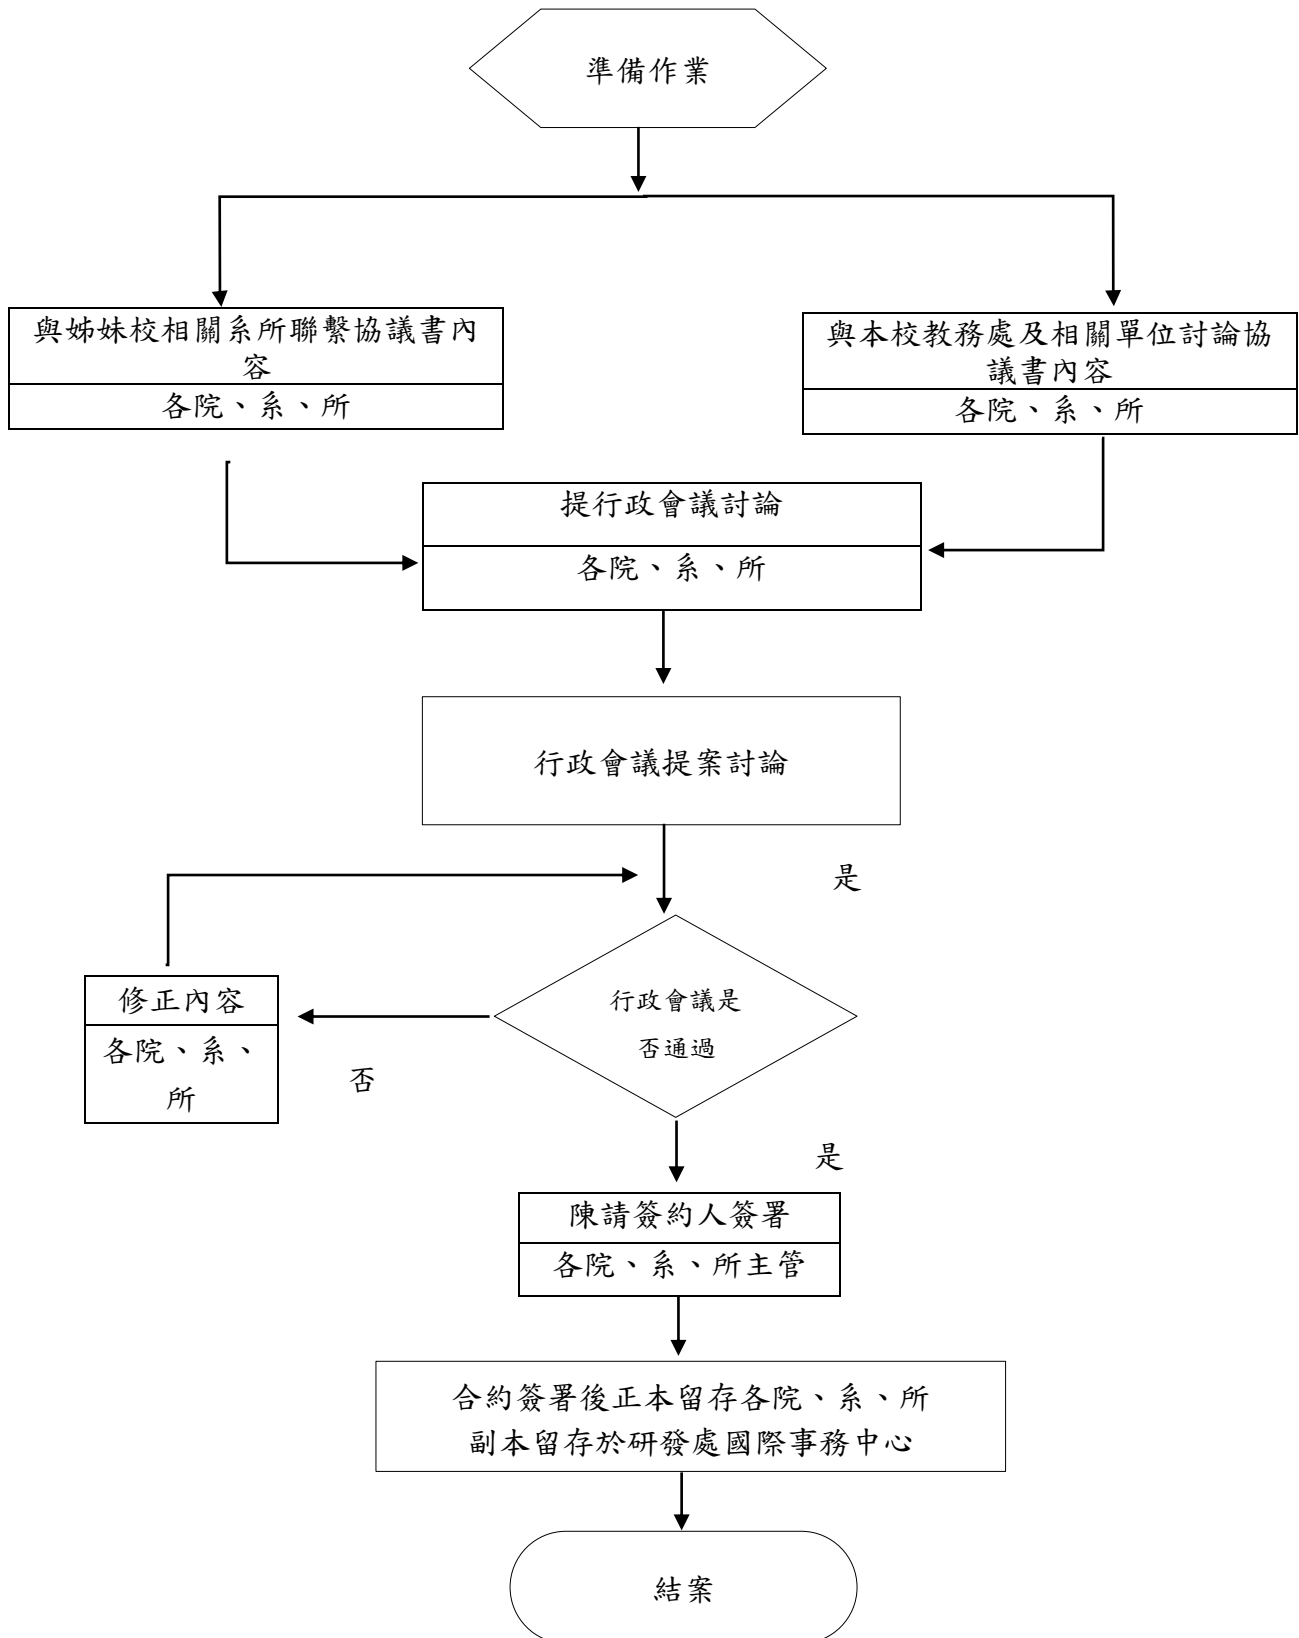 準備作業
與姊妹校相關系所聯繫協議書內
容
各院、系、所
與本校教務處及相關單位討論協
議書內容
各院、系、所
提行政會議討論
各院、系、所
行政會議提案討論
是
行政會議是
否通過
修正內容
各院、系、
所
否
是
陳請簽約人簽署
各院、系、所主管
合約簽署後正本留存各院、系、所
副本留存於研發處國際事務中心
結案